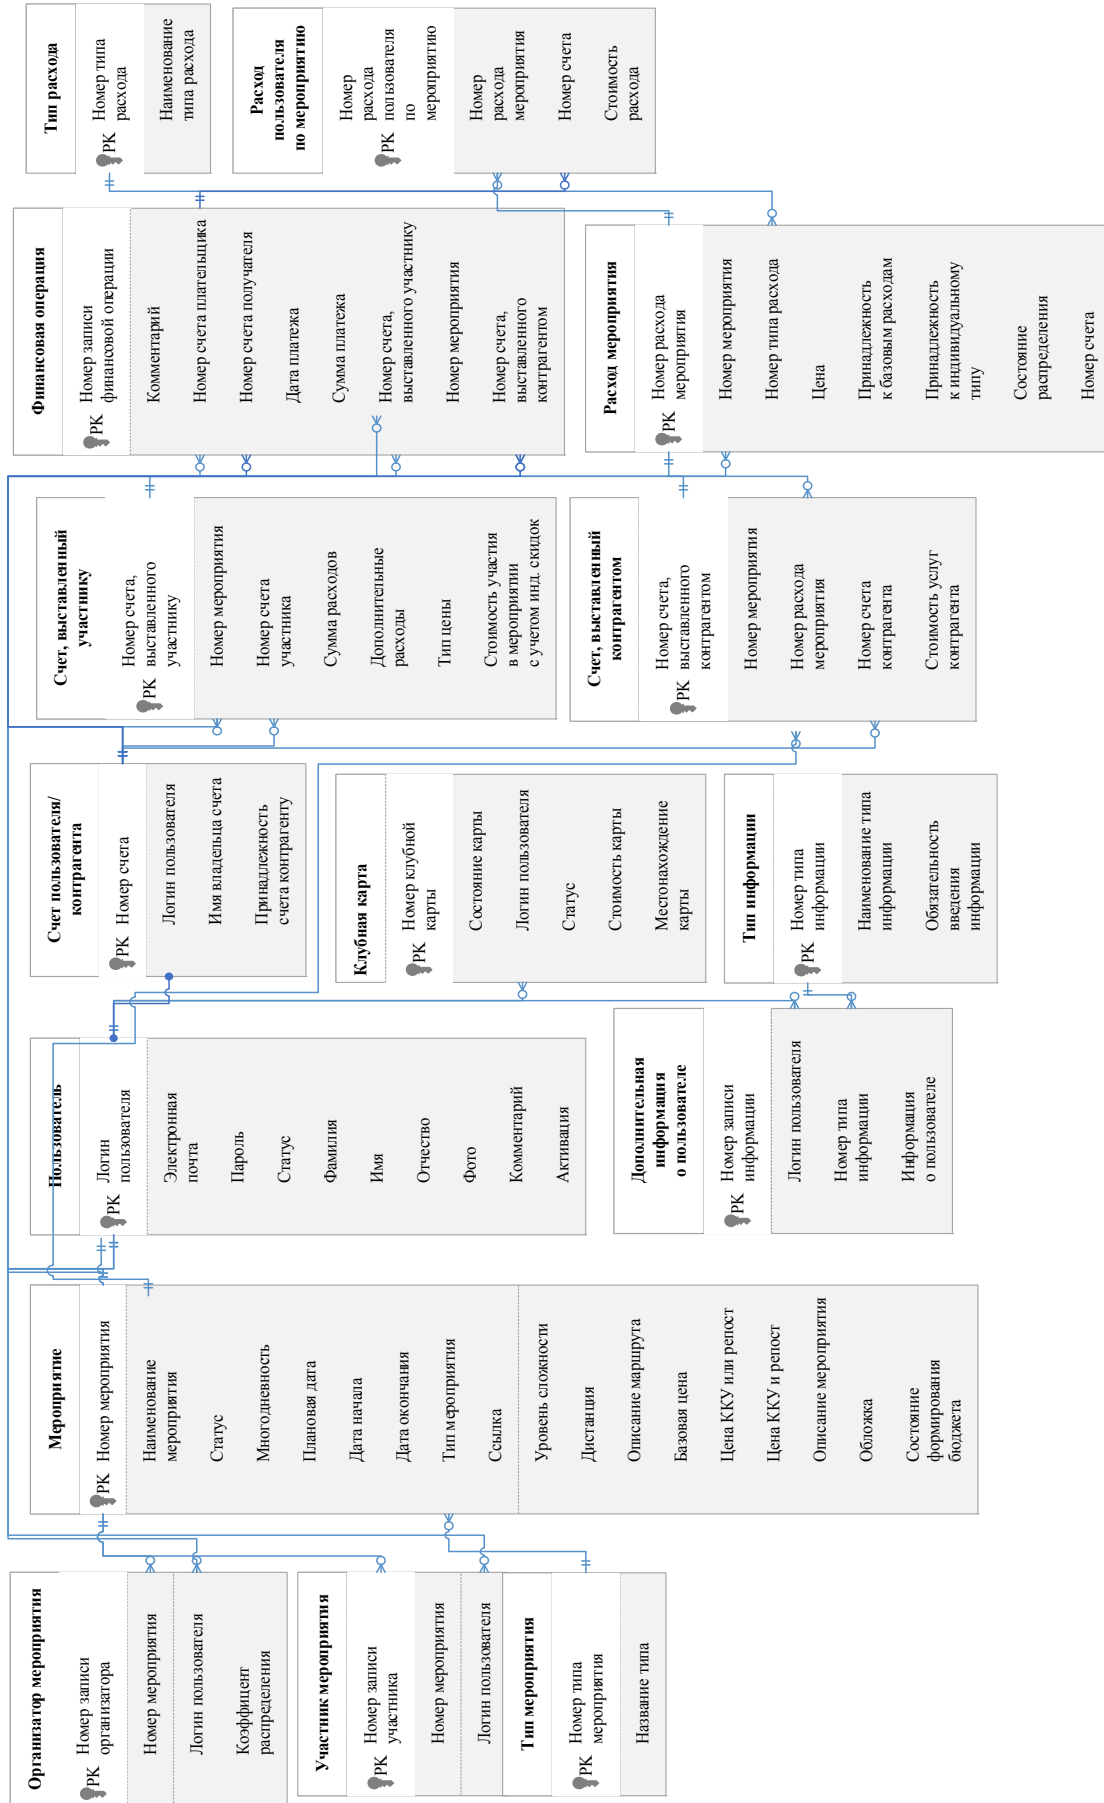 Организатор мероприятия
PK
Номер записи
организатора
Номер мероприятия
Логин пользователя
Коэффицент
распределения
Участник мероприятия
PK
Номер записи
участника
Номер мероприятия
Логин пользователя
Тип мероприятия
PK
Номер типа
мероприятия
Название типа
Мероприятие
PK
Номер мероприятия
Наименование
мероприятия
Статус
Многодневность
Плановая дата
Дата начала
Дата окончания
Тип мероприятия
Ссылка
Уровень сложности
Дистанция
Описание маршрута
Базовая цена
Цена ККУ или репост
Цена ККУ и репост
Описание мероприятия
Обложка
Состояние
формирования
бюджета
Пользователь
PK
Логин
пользователя
Электронная
почта
Пароль
Статус
Фамилия
Имя
Отчество
Фото
Комментарий
Активация
Дополнительная
информация
о пользователе
PK
Номер записи
информации
Логин пользователя
Номер типа
информации
Информация
о пользователе
Счет пользователя/
контрагента
PK
Номер счета
Логин пользователя
Имя владельца счета
Принадлежность
счета контрагенту
Клубная карта
PK
Номер клубной
карты
Состояние карты
Логин пользователя
Статус
Стоимость карты
Местонахождение
карты
Тип информации
PK
Номер типа
информации
Наименование типа
информации
Обязательность
введения
информации
Счет, выставленный
участнику
PK
Номер счета,
выставленного
участнику
Номер мероприятия
Номер счета
участника
Сумма расходов
Дополнительные
расходы
Тип цены
Стоимость участия
в мероприятии
с учетом инд. скидок
Счет, выставленный
контрагентом
PK
Номер счета,
выставленного
контрагентом
Номер мероприятия
Номер расхода
мероприятия
Номер счета
контрагента
Стоимость услуг
контрагента
Финансовая операция
PK
Номер записи
финансовой операции
Комментарий
Номер счета плательщика
Номер счета получателя
Дата платежа
Сумма платежа
Номер счета,
выставленного участнику
Номер мероприятия
Номер счета,
выставленного
контрагентом
Расход мероприятия
PK
Номер расхода
мероприятия
Номер мероприятия
Номер типа расхода
Цена
Принадлежность
к базовым расходам
Принадлежность
к индивидуальному
типу
Состояние
распределения
Номер счета
Тип расхода
PK
Номер типа
расхода
Наименование
типа расхода
Расход
пользователя
по мероприятию
PK
Номер
расхода
пользователя
по
мероприятию
Номер
расхода
мероприятия
Номер счета
Стоимость
расхода